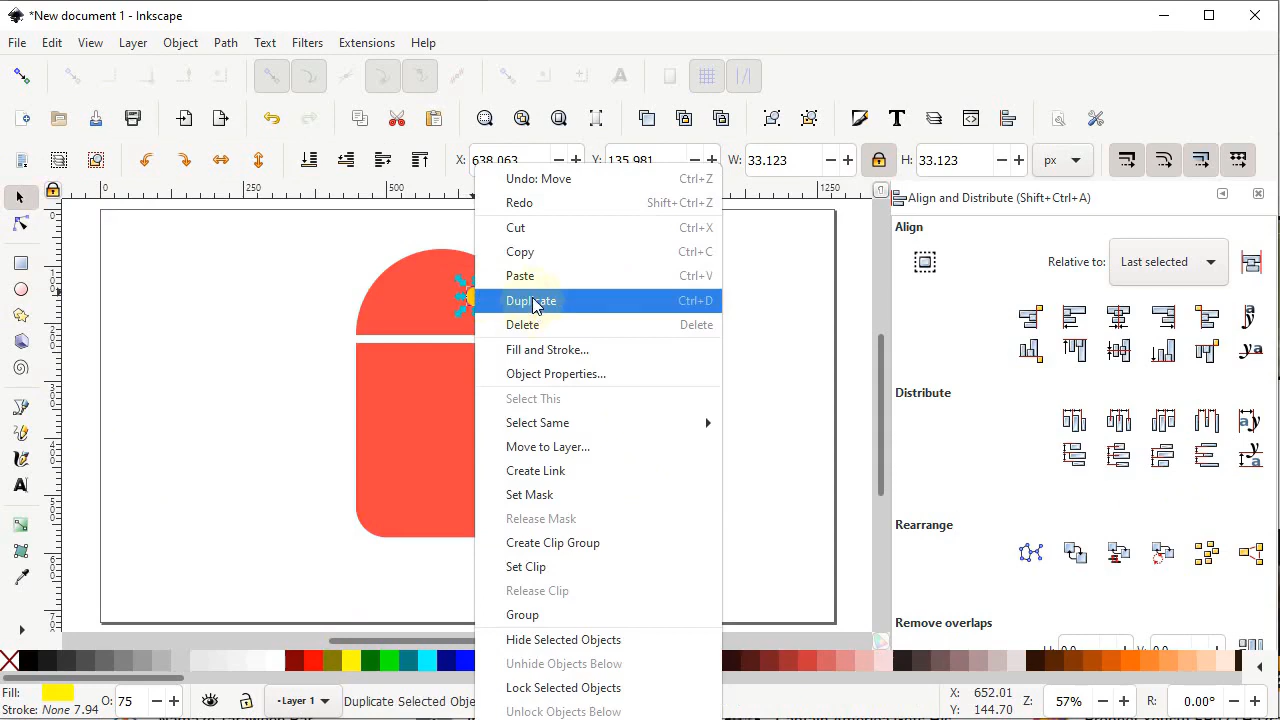 *New document 1 - Inkscape
File Edit View Layer Object Path Text Filters Extensions Help
X: 638.063 Y: 135.981 W: 33.123 H: 33.123 px
0 250 500 1250
Align and Distribute (Shift+Ctrl+A)
Align
Relative to: Last selected
Distribute
Rearrange
Remove overlaps
Undo: Move Ctrl+Z
Redo Shift+Ctrl+Z
Cut Ctrl+X
Copy Ctrl+C
Paste Ctrl+V
Duplicate Ctrl+D
Delete Delete
Fill and Stroke...
Object Properties...
Select This
Select Same
Move to Layer...
Create Link
Set Mask
Release Mask
Create Clip Group
Set Clip
Release Clip
Group
Hide Selected Objects
Unhide Objects Below
Lock Selected Objects
Unlock Objects Below
Fill:
Stroke: None 7.94
O: 75
Layer 1
Duplicate Selected Obje
X: 652.01
Y: 144.70
Z: 57%
R: 0.00°